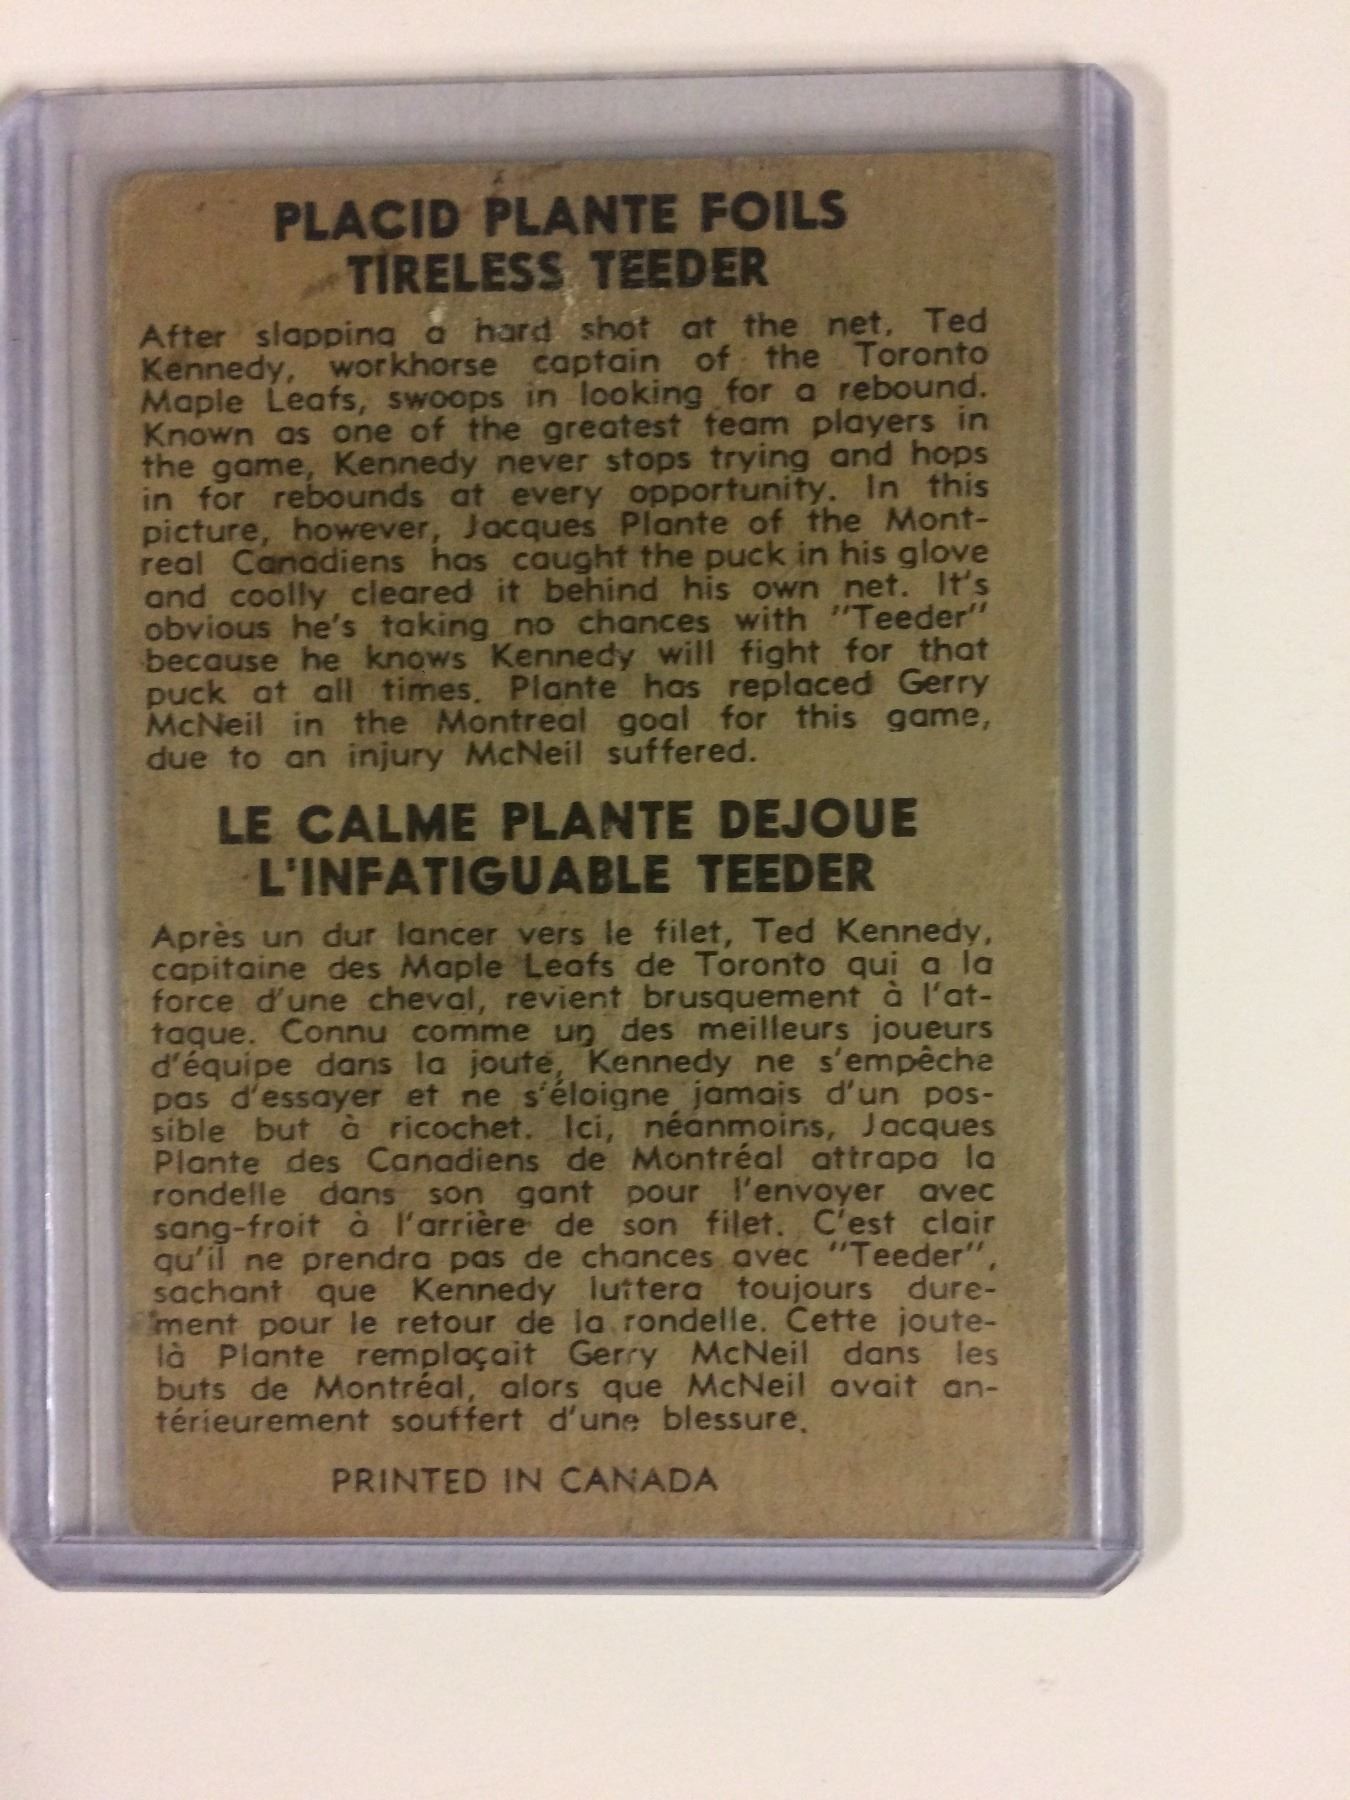 PLACID PLANTE FOILS
TIRELESS TEEDER
After slapping a hard shot at the net, Ted
Kennedy, workhorse captain of the Toronto
Maple Leafs, swoops in looking for a rebound.
Known as one of the greatest team players in
the game, Kennedy never stops trying and hops
in for rebounds at every opportunity. In this
picture, however, Jacques Plante of the Mont-
real Canadiens has caught the puck in his glove
and coolly cleared it behind his own net. It's
obvious he's taking no chances with "Teeder"
because he knows Kennedy will fight for that
puck at all times. Plante has replaced Gerry
McNeil in the Montreal goal for this game,
due to an injury McNeil suffered.
LE CALME PLANTE DEJOUE
L'INFATIGUABLE TEEDER
Après un dur lancer vers le filet, Ted Kennedy,
capitaine des Maple Leafs de Toronto qui a la
force d'une cheval, revient brusquement à l'at-
taque. Connu comme un des meilleurs joueurs
d'équipe dans la joute, Kennedy ne s'empêche
pas d'essayer et ne s'éloigne jamais d'un pos-
sible but à ricochet. Ici, néanmoins, Jacques
Plante des Canadiens de Montréal attrapa la
rondelle dans son gant pour l'envoyer avec
sang-froit à l'arrière de son filet. C'est clair
qu'il ne prendra pas de chances avec "Teeder",
sachant que Kennedy luttera toujours dure-
ment pour le retour de la rondelle. Cette joute-
là Plante remplaçait Gerry McNeil dans les
buts de Montréal, alors que McNeil avait an-
térieurement souffert d'une blessure.
PRINTED IN CANADA